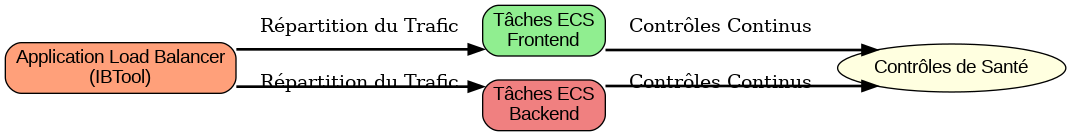 Répartition du Trafic
Tâches ECS
Frontend
Contrôles Continus
Application Load Balancer
(IBTool)
Contrôles de Santé
Répartition du Trafic
Tâches ECS
Backend
Contrôles Continus